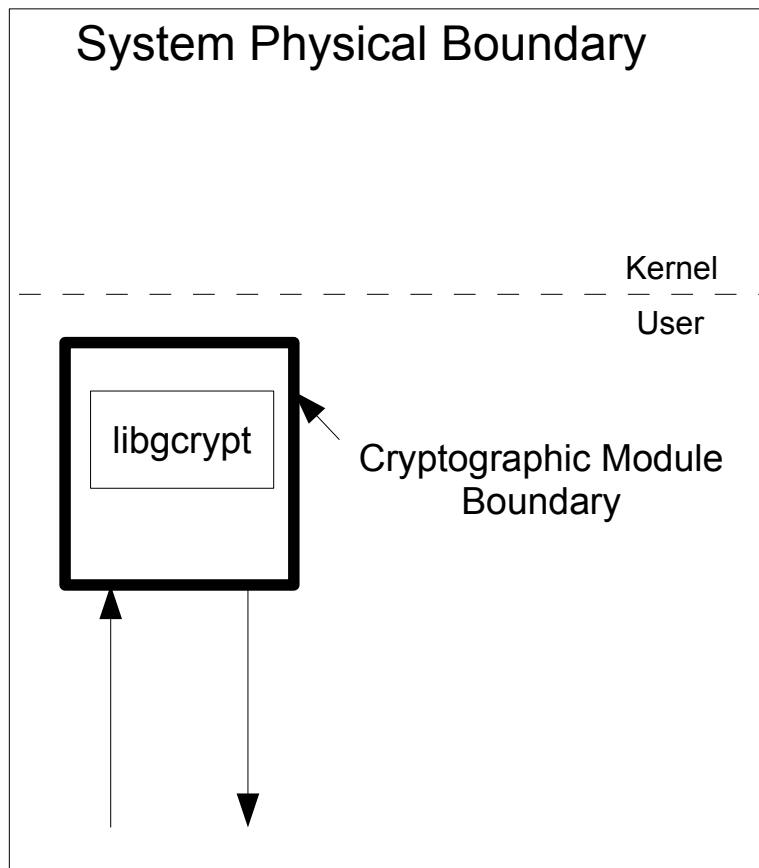 System Physical Boundary
Kernel
User
libgcrypt
Cryptographic Module
Boundary